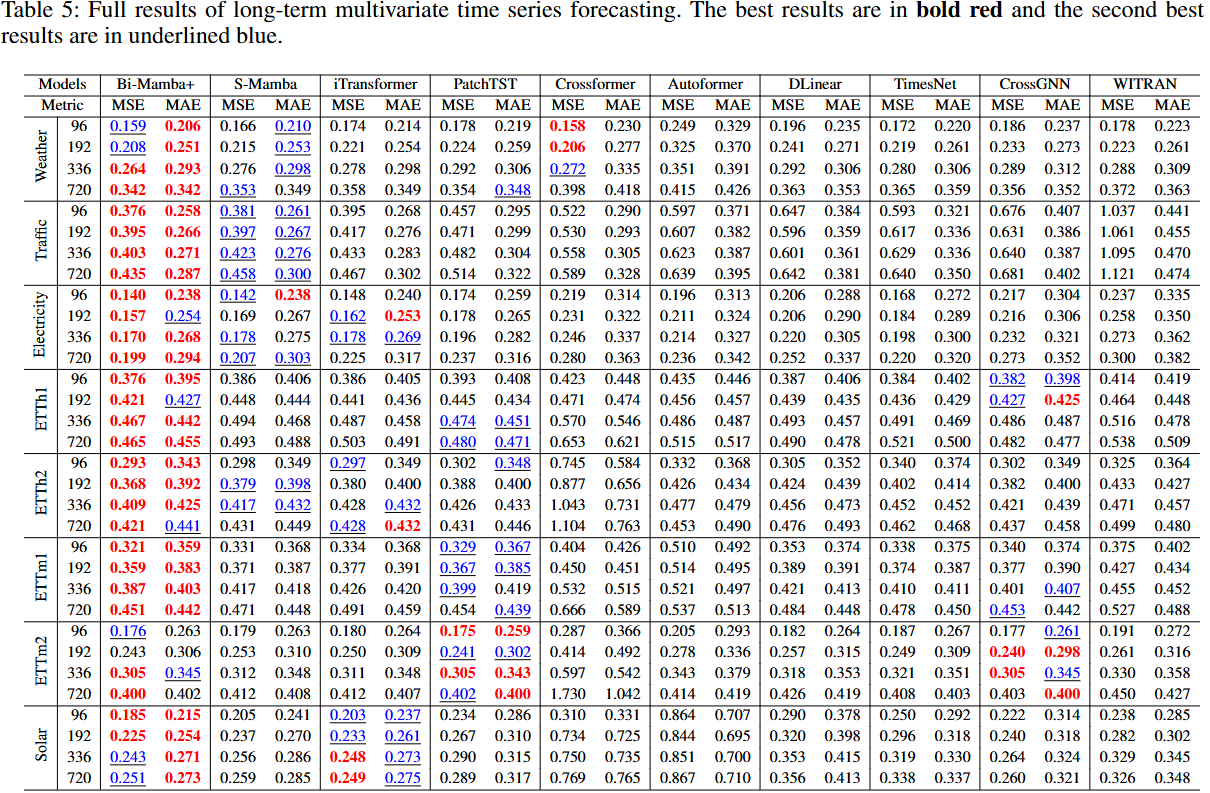 Table 5: Full results of long-term multivariate time series forecasting. The best results are in bold red and the second best
results are in underlined blue.
Models Bi-Mamba+ S-Mamba iTransformer PatchTST Crossformer Autoformer DLinear TimesNet CrossGNN WITRAN
Metric MSE MAE MSE MAE MSE MAE MSE MAE MSE MAE MSE MAE MSE MAE MSE MAE MSE MAE MSE MAE
Weather
96 0.159 0.206 0.166 0.210 0.174 0.214 0.178 0.219 0.158 0.230 0.249 0.329 0.196 0.235 0.172 0.220 0.186 0.237 0.178 0.223
192 0.208 0.251 0.215 0.253 0.221 0.254 0.224 0.259 0.206 0.277 0.325 0.370 0.241 0.271 0.219 0.261 0.233 0.273 0.223 0.261
336 0.264 0.293 0.276 0.298 0.278 0.298 0.292 0.306 0.272 0.335 0.351 0.391 0.292 0.306 0.280 0.306 0.289 0.312 0.288 0.309
720 0.342 0.342 0.353 0.349 0.358 0.349 0.354 0.348 0.398 0.418 0.415 0.426 0.363 0.353 0.365 0.359 0.356 0.352 0.372 0.363
Traffic
96 0.376 0.258 0.381 0.261 0.395 0.268 0.457 0.295 0.522 0.290 0.597 0.371 0.647 0.384 0.593 0.321 0.676 0.407 1.037 0.441
192 0.395 0.266 0.397 0.267 0.417 0.276 0.471 0.299 0.530 0.293 0.607 0.382 0.596 0.359 0.617 0.336 0.631 0.386 1.061 0.455
336 0.403 0.271 0.423 0.276 0.433 0.283 0.482 0.304 0.558 0.305 0.623 0.387 0.601 0.361 0.629 0.336 0.640 0.387 1.095 0.470
720 0.435 0.287 0.458 0.300 0.467 0.302 0.514 0.322 0.589 0.328 0.639 0.395 0.642 0.381 0.640 0.350 0.681 0.402 1.121 0.474
Electricity
96 0.140 0.238 0.142 0.238 0.148 0.240 0.174 0.259 0.219 0.314 0.196 0.313 0.206 0.288 0.168 0.272 0.217 0.304 0.237 0.335
192 0.157 0.254 0.169 0.267 0.162 0.253 0.178 0.265 0.231 0.322 0.211 0.324 0.206 0.290 0.184 0.289 0.216 0.306 0.258 0.350
336 0.170 0.268 0.178 0.275 0.178 0.269 0.196 0.282 0.246 0.337 0.214 0.327 0.220 0.305 0.198 0.300 0.232 0.321 0.273 0.362
720 0.199 0.294 0.207 0.303 0.225 0.317 0.237 0.316 0.280 0.363 0.236 0.342 0.252 0.337 0.220 0.320 0.273 0.352 0.300 0.382
ETTh1
96 0.376 0.395 0.386 0.406 0.386 0.405 0.393 0.408 0.423 0.448 0.435 0.446 0.387 0.406 0.384 0.402 0.382 0.398 0.414 0.419
192 0.421 0.427 0.448 0.444 0.441 0.436 0.445 0.434 0.471 0.474 0.456 0.457 0.439 0.435 0.436 0.429 0.427 0.425 0.464 0.448
336 0.467 0.442 0.494 0.468 0.487 0.458 0.474 0.451 0.570 0.546 0.486 0.487 0.493 0.457 0.491 0.469 0.486 0.487 0.516 0.478
720 0.465 0.455 0.493 0.488 0.503 0.491 0.480 0.471 0.653 0.621 0.515 0.517 0.490 0.478 0.521 0.500 0.482 0.477 0.538 0.509
ETTh2
96 0.293 0.343 0.298 0.349 0.297 0.349 0.302 0.348 0.745 0.584 0.332 0.368 0.305 0.352 0.340 0.374 0.302 0.349 0.325 0.364
192 0.368 0.392 0.379 0.398 0.380 0.400 0.388 0.400 0.877 0.656 0.426 0.434 0.424 0.439 0.402 0.414 0.382 0.400 0.433 0.427
336 0.409 0.425 0.417 0.432 0.428 0.432 0.426 0.433 1.043 0.731 0.477 0.479 0.456 0.473 0.452 0.452 0.421 0.439 0.471 0.457
720 0.421 0.441 0.431 0.449 0.428 0.432 0.431 0.446 1.104 0.763 0.453 0.490 0.476 0.493 0.462 0.468 0.437 0.458 0.499 0.480
ETTm1
96 0.321 0.359 0.331 0.368 0.334 0.368 0.329 0.367 0.404 0.426 0.510 0.492 0.353 0.374 0.338 0.375 0.340 0.374 0.375 0.402
192 0.359 0.383 0.371 0.387 0.377 0.391 0.367 0.385 0.450 0.451 0.514 0.495 0.389 0.391 0.374 0.387 0.377 0.390 0.427 0.434
336 0.387 0.403 0.417 0.418 0.426 0.420 0.399 0.419 0.532 0.515 0.521 0.497 0.421 0.413 0.410 0.411 0.401 0.407 0.455 0.452
720 0.451 0.442 0.471 0.448 0.491 0.459 0.454 0.439 0.666 0.589 0.537 0.513 0.484 0.448 0.478 0.450 0.453 0.442 0.527 0.488
ETTm2
96 0.176 0.263 0.179 0.263 0.180 0.264 0.175 0.259 0.287 0.366 0.205 0.293 0.182 0.264 0.187 0.267 0.177 0.261 0.191 0.272
192 0.243 0.306 0.253 0.310 0.250 0.309 0.241 0.302 0.414 0.492 0.278 0.336 0.257 0.315 0.249 0.309 0.240 0.298 0.261 0.316
336 0.305 0.345 0.312 0.348 0.311 0.348 0.305 0.343 0.597 0.542 0.343 0.379 0.318 0.353 0.321 0.351 0.305 0.345 0.330 0.358
720 0.400 0.402 0.412 0.408 0.412 0.407 0.402 0.400 1.730 1.042 0.414 0.419 0.426 0.419 0.408 0.403 0.403 0.400 0.450 0.427
Solar
96 0.185 0.215 0.205 0.241 0.203 0.237 0.234 0.286 0.310 0.331 0.864 0.707 0.290 0.378 0.250 0.292 0.222 0.314 0.238 0.285
192 0.225 0.254 0.237 0.270 0.233 0.261 0.267 0.310 0.734 0.725 0.844 0.695 0.320 0.398 0.296 0.318 0.240 0.318 0.282 0.302
336 0.243 0.271 0.256 0.286 0.248 0.273 0.290 0.315 0.750 0.735 0.851 0.700 0.353 0.415 0.319 0.330 0.264 0.324 0.329 0.345
720 0.251 0.273 0.259 0.285 0.249 0.275 0.289 0.317 0.769 0.765 0.867 0.710 0.356 0.413 0.338 0.337 0.260 0.321 0.326 0.348